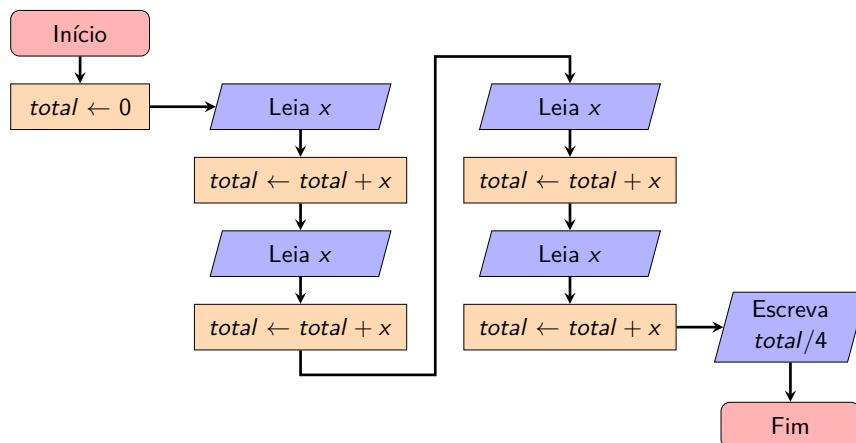 Início
total ← 0
Leia x
total ← total + x
Leia x
total ← total + x
Leia x
total ← total + x
Leia x
total ← total + x
Escreva
total/4
Fim